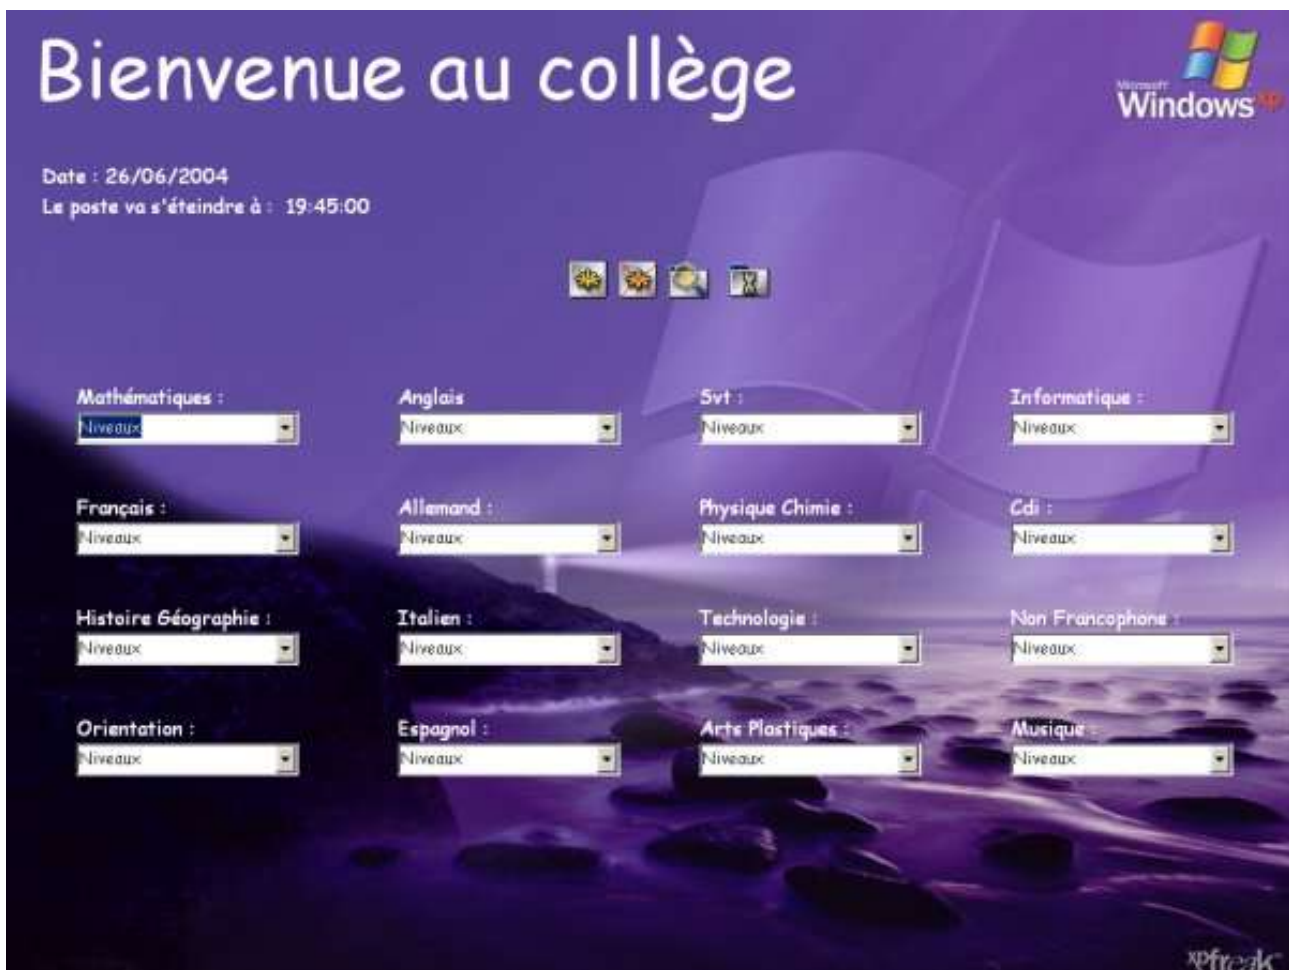 Bienvenue au collège
Microsoft
Windows xp
Date : 26/06/2004
Le poste va s'éteindre à : 19:45:00
Mathématiques :
Niveaux
Anglais
Niveaux
Svt :
Niveaux
Informatique :
Niveaux
Français :
Niveaux
Allemand :
Niveaux
Physique Chimie :
Niveaux
Cdi :
Niveaux
Histoire Géographie :
Niveaux
Italien :
Niveaux
Technologie :
Niveaux
Non Francophone :
Niveaux
Orientation :
Niveaux
Espagnol :
Niveaux
Arts Plastiques :
Niveaux
Musique :
Niveaux
xpfreak